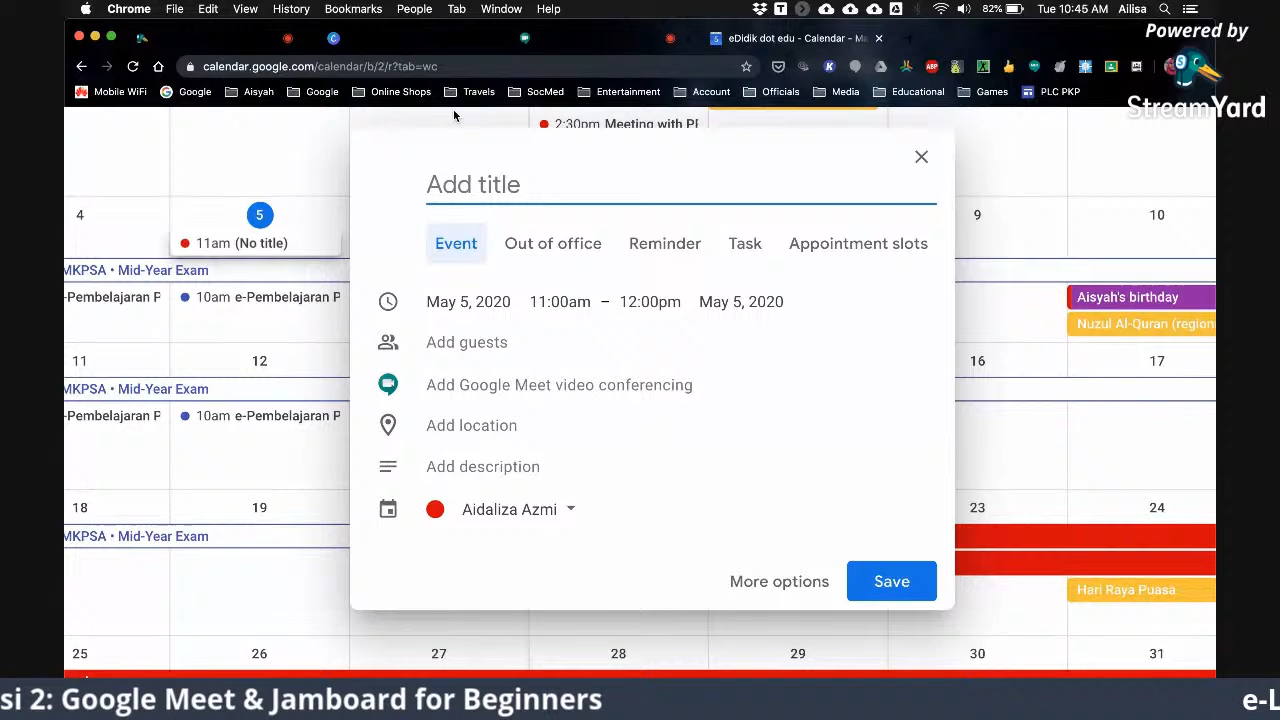 Chrome File Edit View History Bookmarks People Tab Window Help 82% Tue 10:45 AM Ailisa
Powered by
StreamYard
eDidik dot edu - Calendar - Ma
calendar.google.com/calendar/b/2/r?tab=wc
Mobile WiFi Google Aisyah Google Online Shops Travels SocMed Entertainment Account Officials Media Educational Games PLC PKP
2:30pm Meeting with
Add title
4 5 9 10
11am (No title)
Event Out of office Reminder Task Appointment slots
MKPSA • Mid-Year Exam
e-Pembelajaran P 10am e-Pembelajaran P
May 5, 2020 11:00am – 12:00pm May 5, 2020
Aisyah's birthday
Nuzul Al-Quran (region
Add guests
11 12 16 17
Add Google Meet video conferencing
MKPSA • Mid-Year Exam
e-Pembelajaran P 10am e-Pembelajaran P
Add location
Add description
18 19 23 24
Aidaliza Azmi
MKPSA • Mid-Year Exam
More options Save
Hari Raya Puasa
25 26 27 28 29 30 31
si 2: Google Meet & Jamboard for Beginners e-L